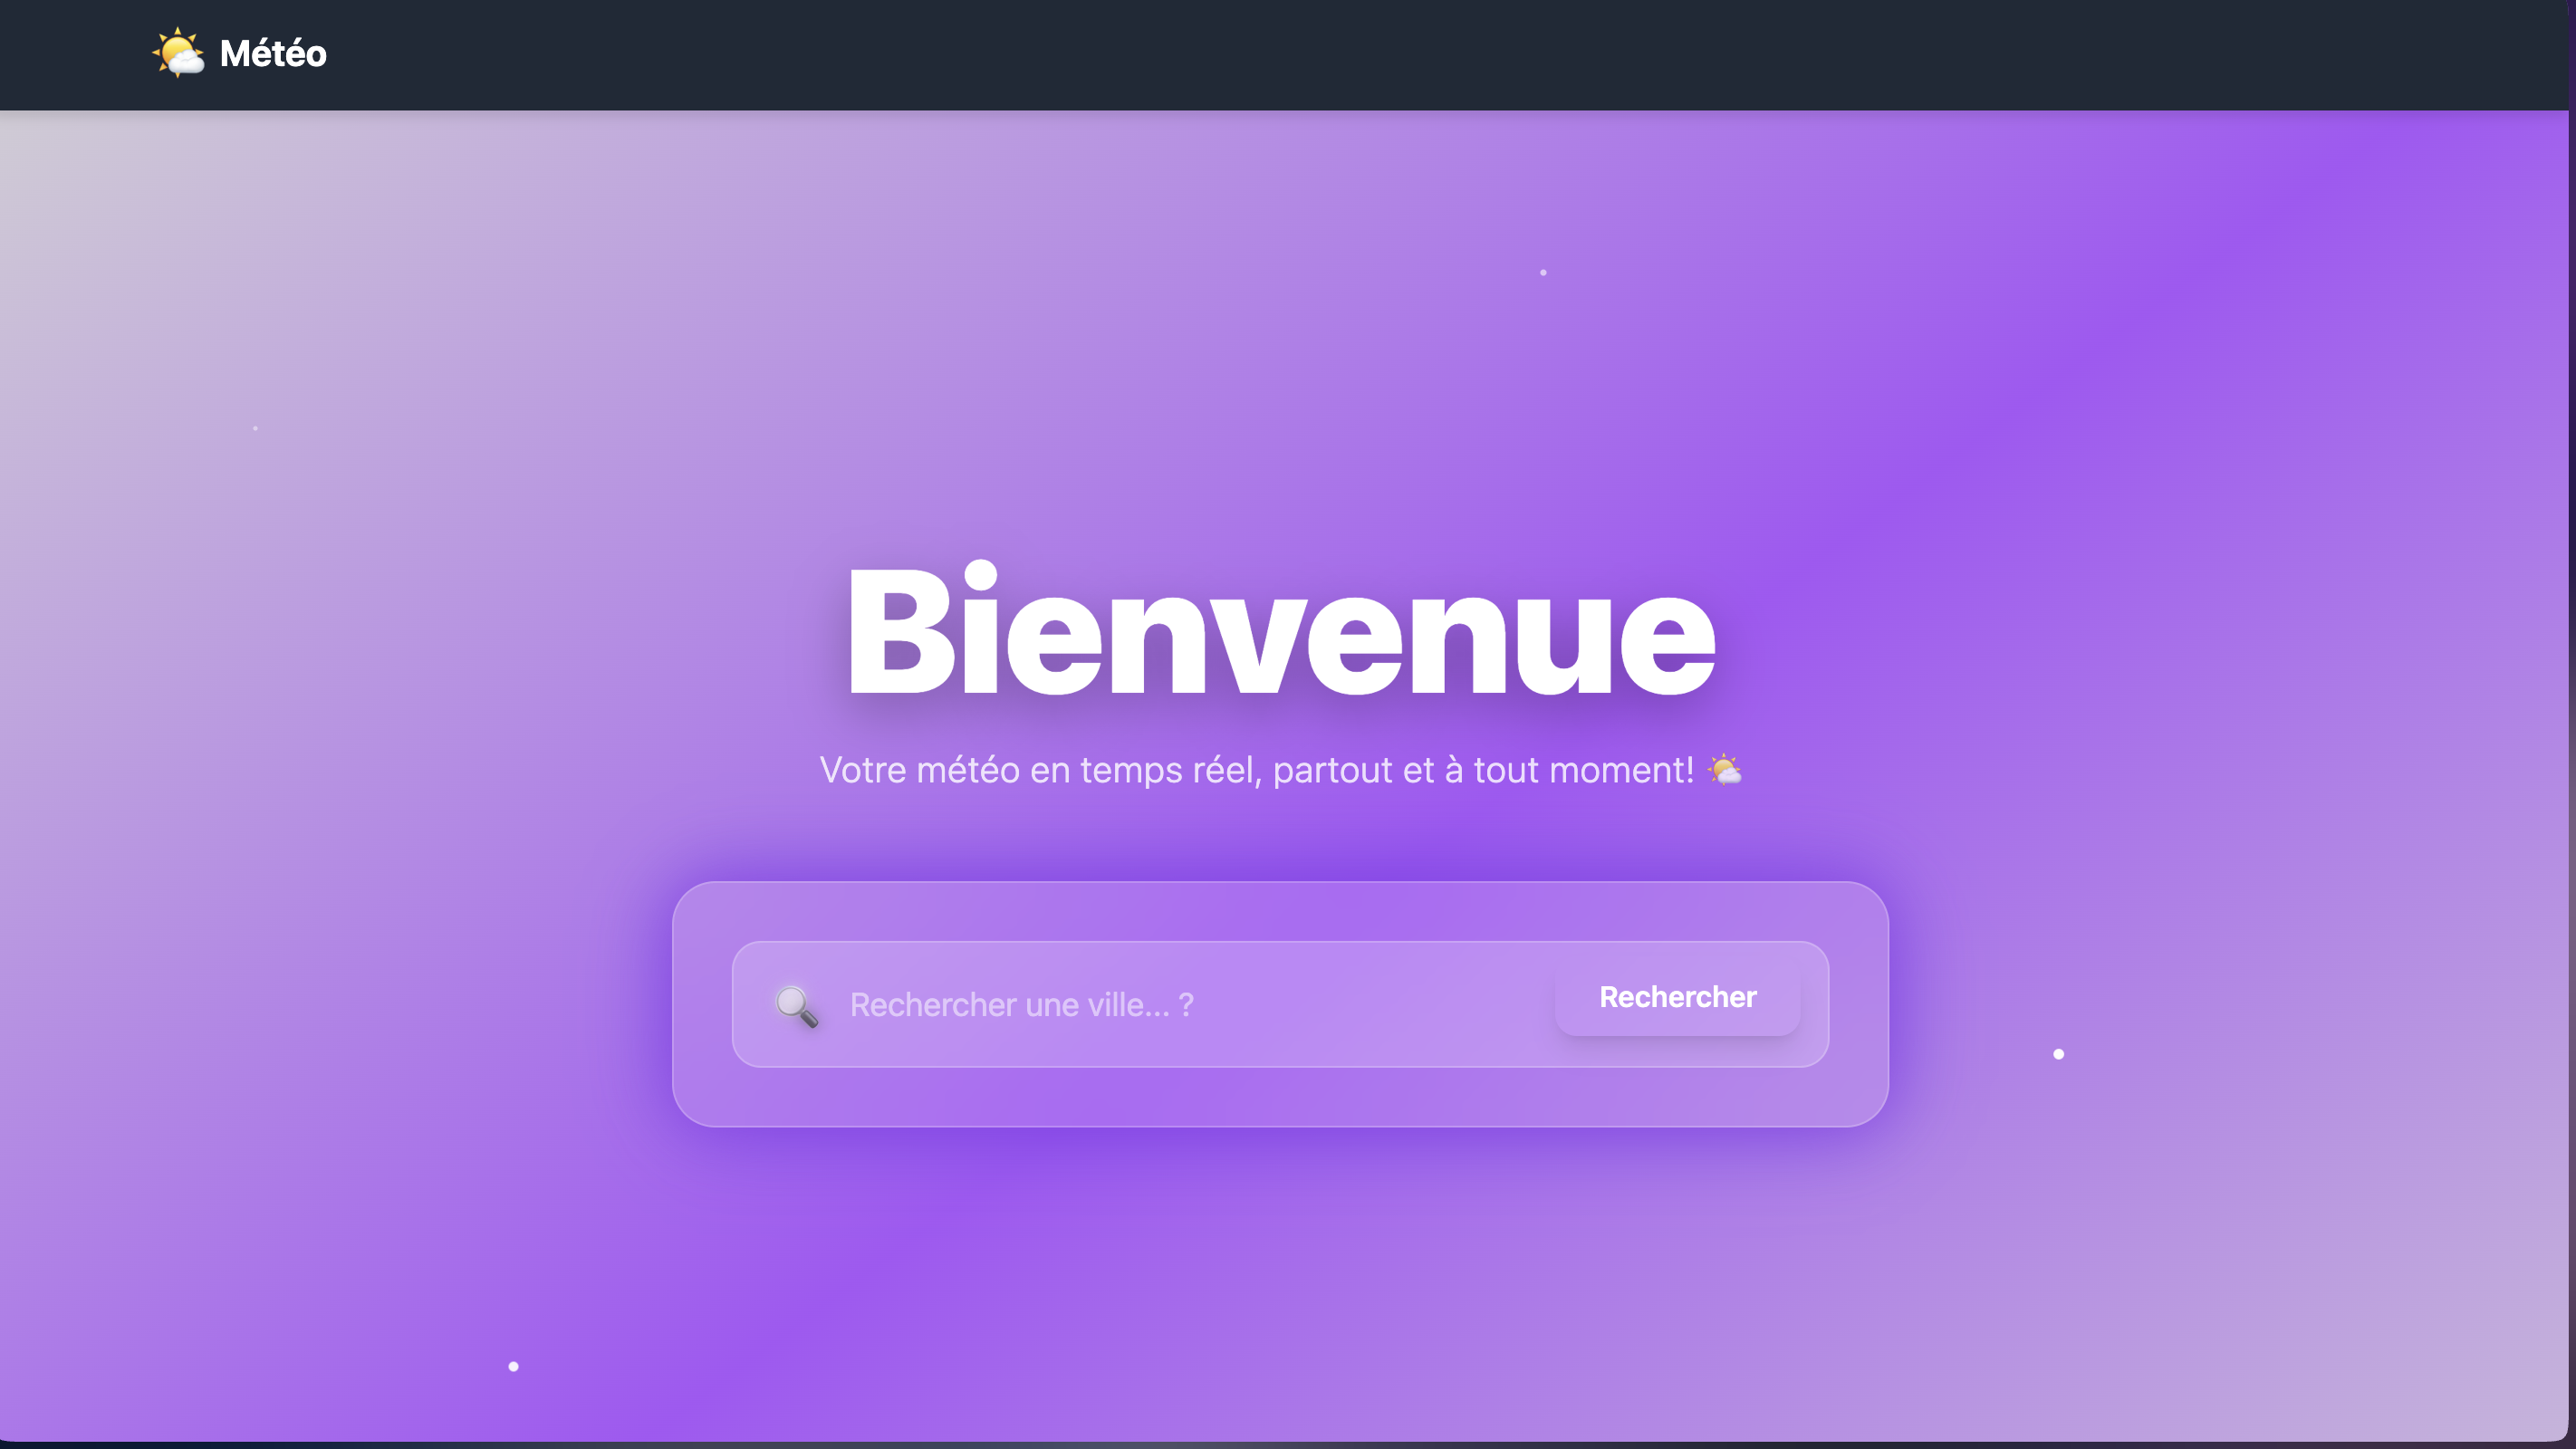 Météo
Bienvenue
Votre météo en temps réel, partout et à tout moment! 🌤️
Rechercher une ville... ?
Rechercher